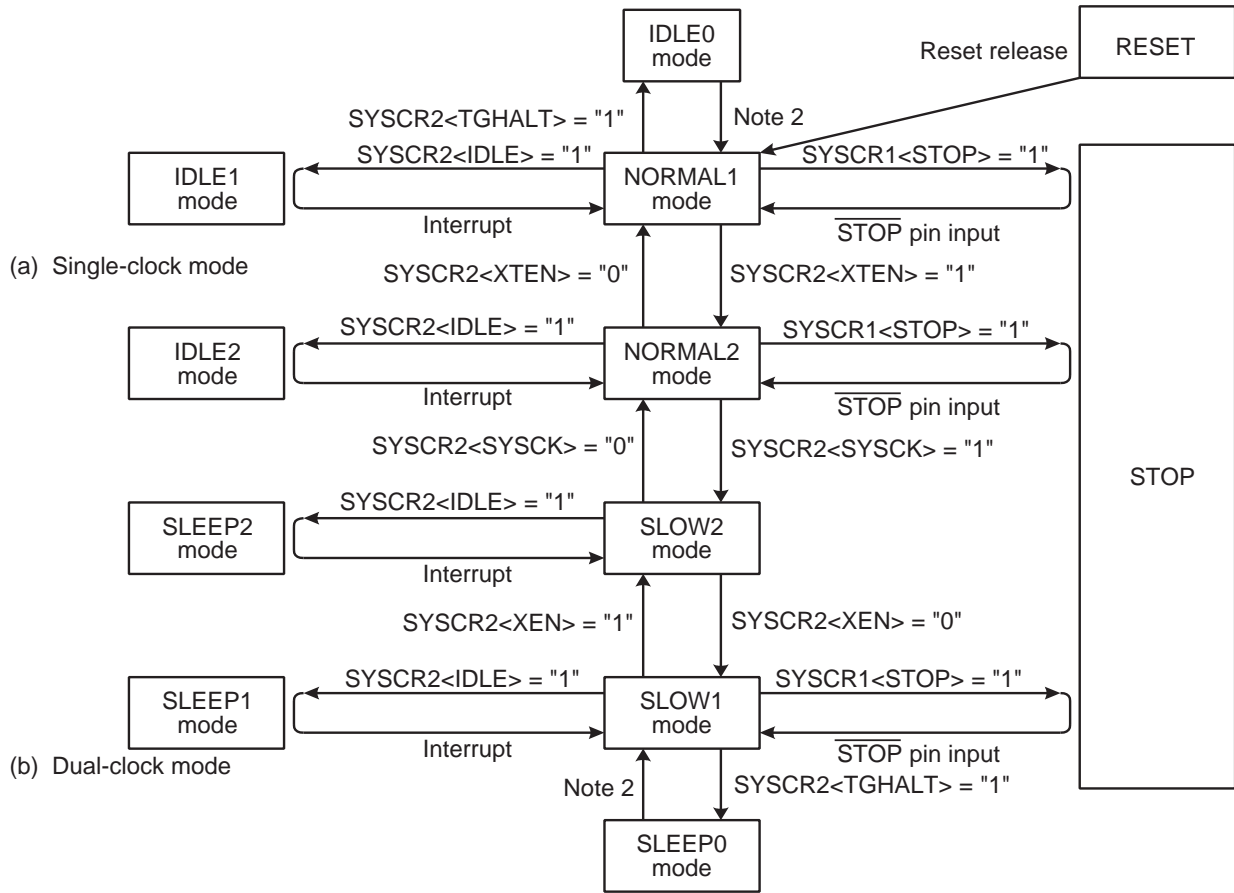 IDLE0
mode
Reset release
RESET
SYSCR2<TGHALT> = "1"
Note 2
SYSCR2<IDLE> = "1"
SYSCR1<STOP> = "1"
IDLE1
mode
NORMAL1
mode
Interrupt
STOP pin input
(a) Single-clock mode
SYSCR2<XTEN> = "0"
SYSCR2<XTEN> = "1"
SYSCR2<IDLE> = "1"
SYSCR1<STOP> = "1"
IDLE2
mode
NORMAL2
mode
Interrupt
STOP pin input
SYSCR2<SYSCK> = "0"
SYSCR2<SYSCK> = "1"
STOP
SYSCR2<IDLE> = "1"
SLEEP2
mode
SLOW2
mode
Interrupt
SYSCR2<XEN> = "1"
SYSCR2<XEN> = "0"
SYSCR2<IDLE> = "1"
SYSCR1<STOP> = "1"
SLEEP1
mode
SLOW1
mode
Interrupt
STOP pin input
(b) Dual-clock mode
Note 2
SYSCR2<TGHALT> = "1"
SLEEP0
mode